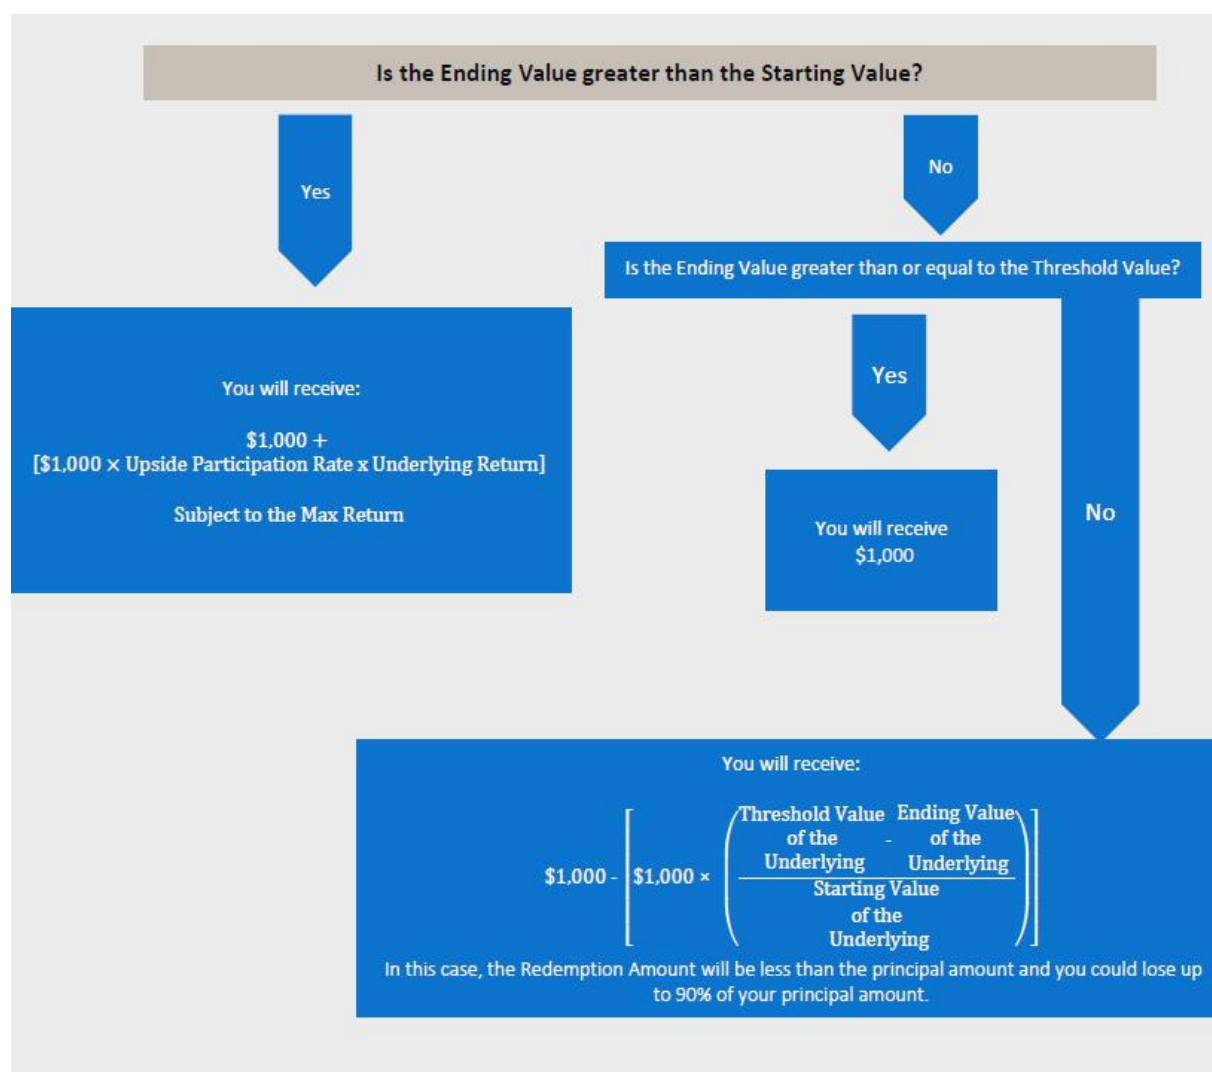 Is the Ending Value greater than the Starting Value?
Yes
No
Is the Ending Value greater than or equal to the Threshold Value?
You will receive:
$1,000 +
[$1,000 × Upside Participation Rate x Underlying Return]
Subject to the Max Return
Yes
You will receive
$1,000
No
You will receive:
Threshold Value Ending Value
of the - of the
Underlying Underlying
$1,000 - [$1,000 ×
Starting Value
of the
Underlying
In this case, the Redemption Amount will be less than the principal amount and you could lose up
to 90% of your principal amount.